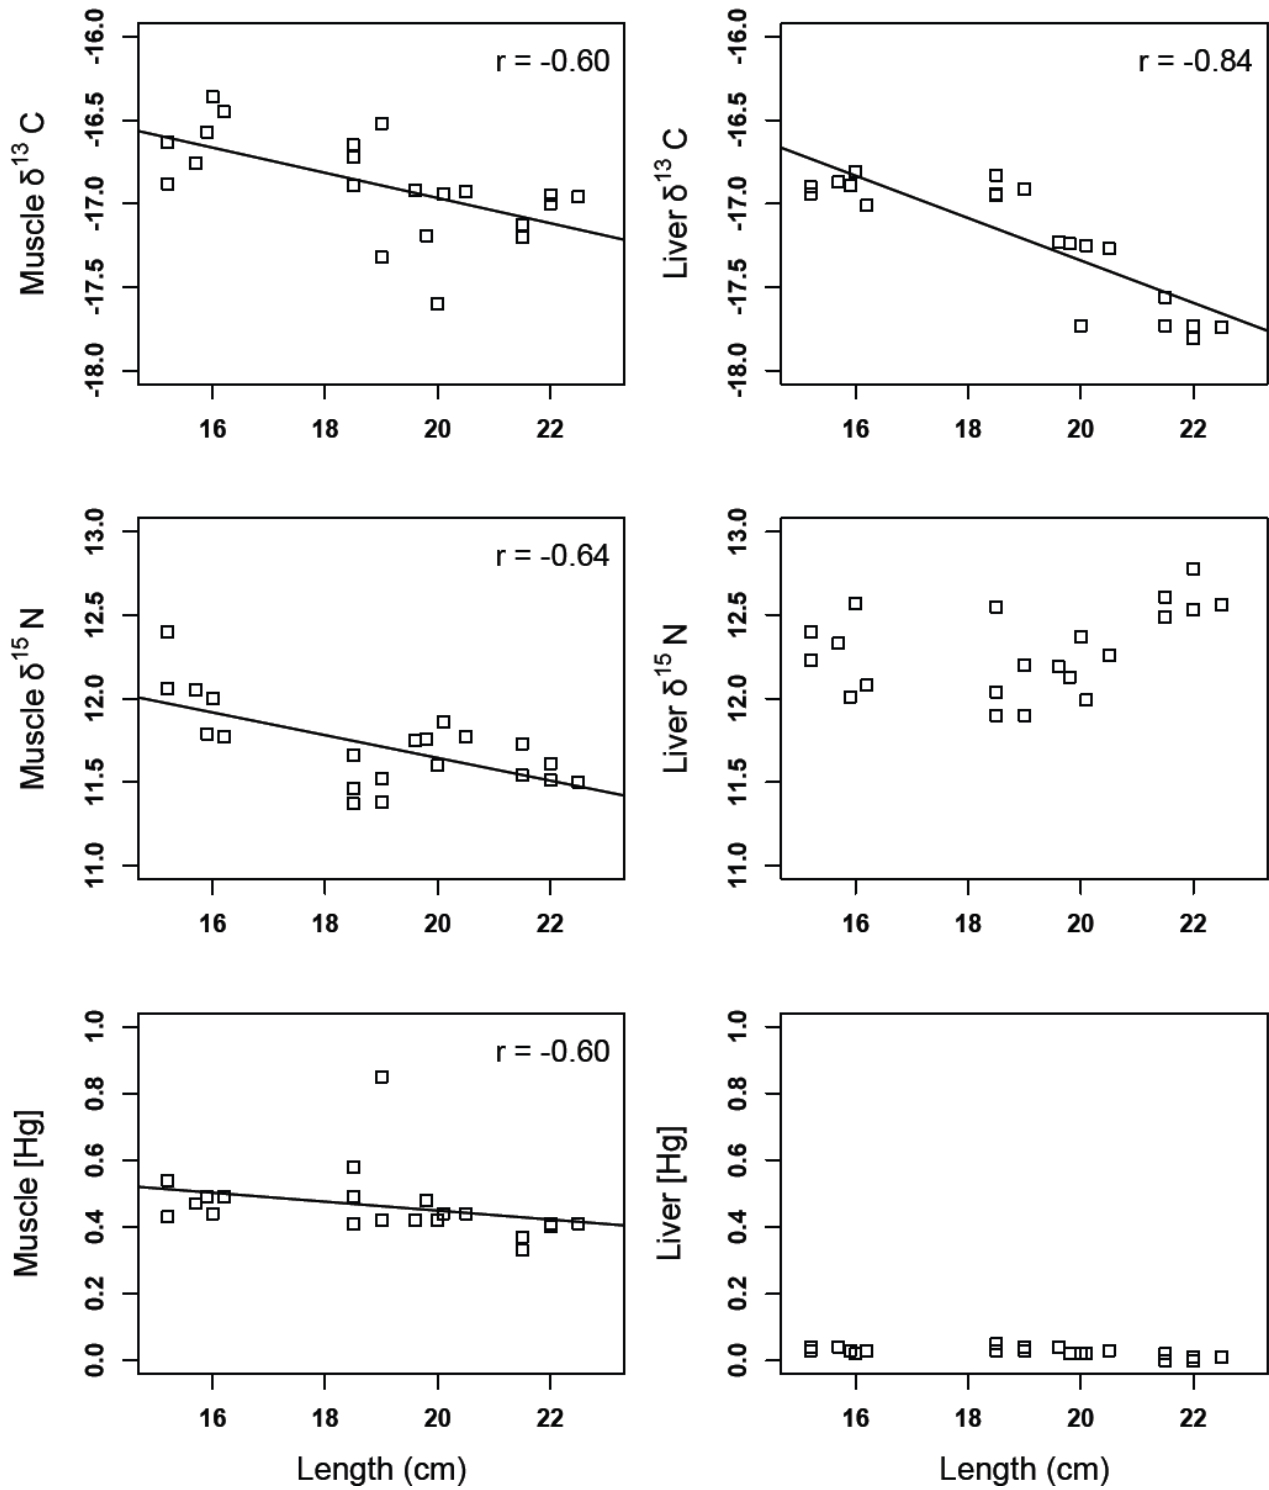 Muscle δ13 C
-16.0
-16.5
-17.0
-17.5
-18.0
r = -0.60
16 18 20 22
Liver δ13 C
-16.0
-16.5
-17.0
-17.5
-18.0
r = -0.84
16 18 20 22
Muscle δ15 N
13.0
12.5
12.0
11.5
11.0
r = -0.64
16 18 20 22
Liver δ15 N
13.0
12.5
12.0
11.5
11.0
16 18 20 22
Muscle [Hg]
1.0
0.8
0.6
0.4
0.2
0.0
r = -0.60
16 18 20 22
Length (cm)
Liver [Hg]
1.0
0.8
0.6
0.4
0.2
0.0
16 18 20 22
Length (cm)